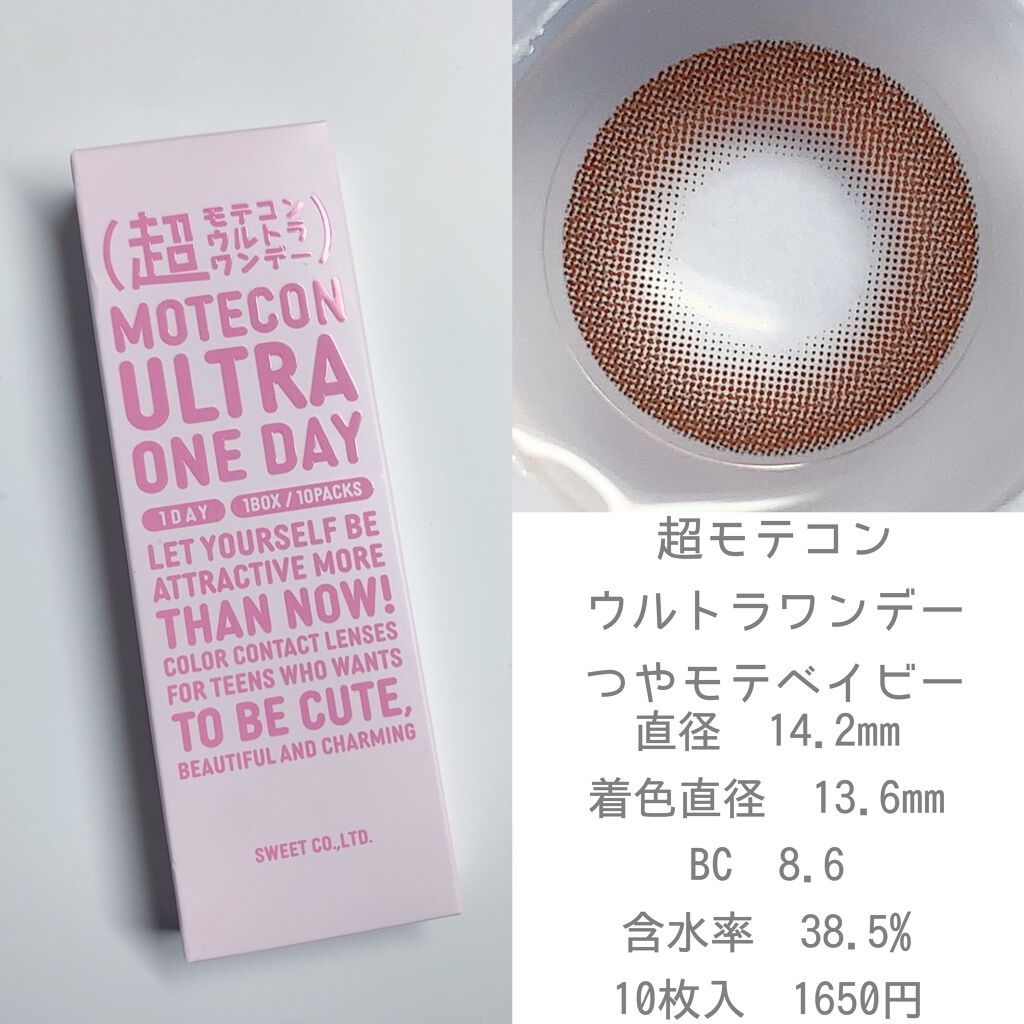 (超モテコンウルトラワンデー)
MOTECON
ULTRA
ONE DAY
1DAY 1BOX/10PACKS
LET YOURSELF BE
ATTRACTIVE MORE
THAN NOW!
COLOR CONTACT LENSES
FOR TEENS WHO WANTS
TO BE CUTE,
BEAUTIFUL AND CHARMING
SWEET CO.,LTD.
超モテコン
ウルトラワンデー
つやモテベイビー
直径 14.2mm
着色直径 13.6mm
BC 8.6
含水率 38.5%
10枚入 1650円